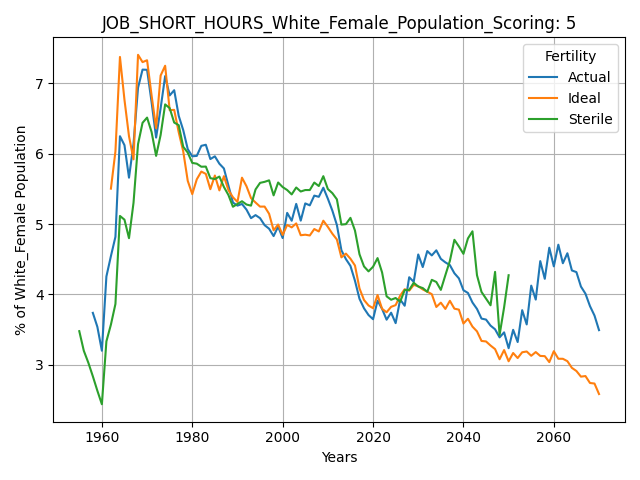 JOB_SHORT_HOURS_White_Female_Population_Scoring: 5
Fertility
Actual
Ideal
Sterile
% of White_Female Population
7
6
5
4
3
1960 1980 2000 2020 2040 2060
Years